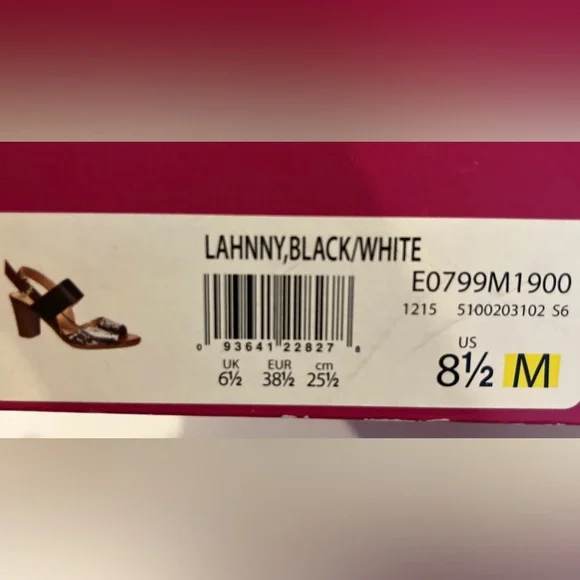 LAHNNY,BLACK/WHITE
E0799M1900
1215 5100203102 S6
0 93641 22827 8
UK EUR cm
6½ 38½ 25½
US
8½ M